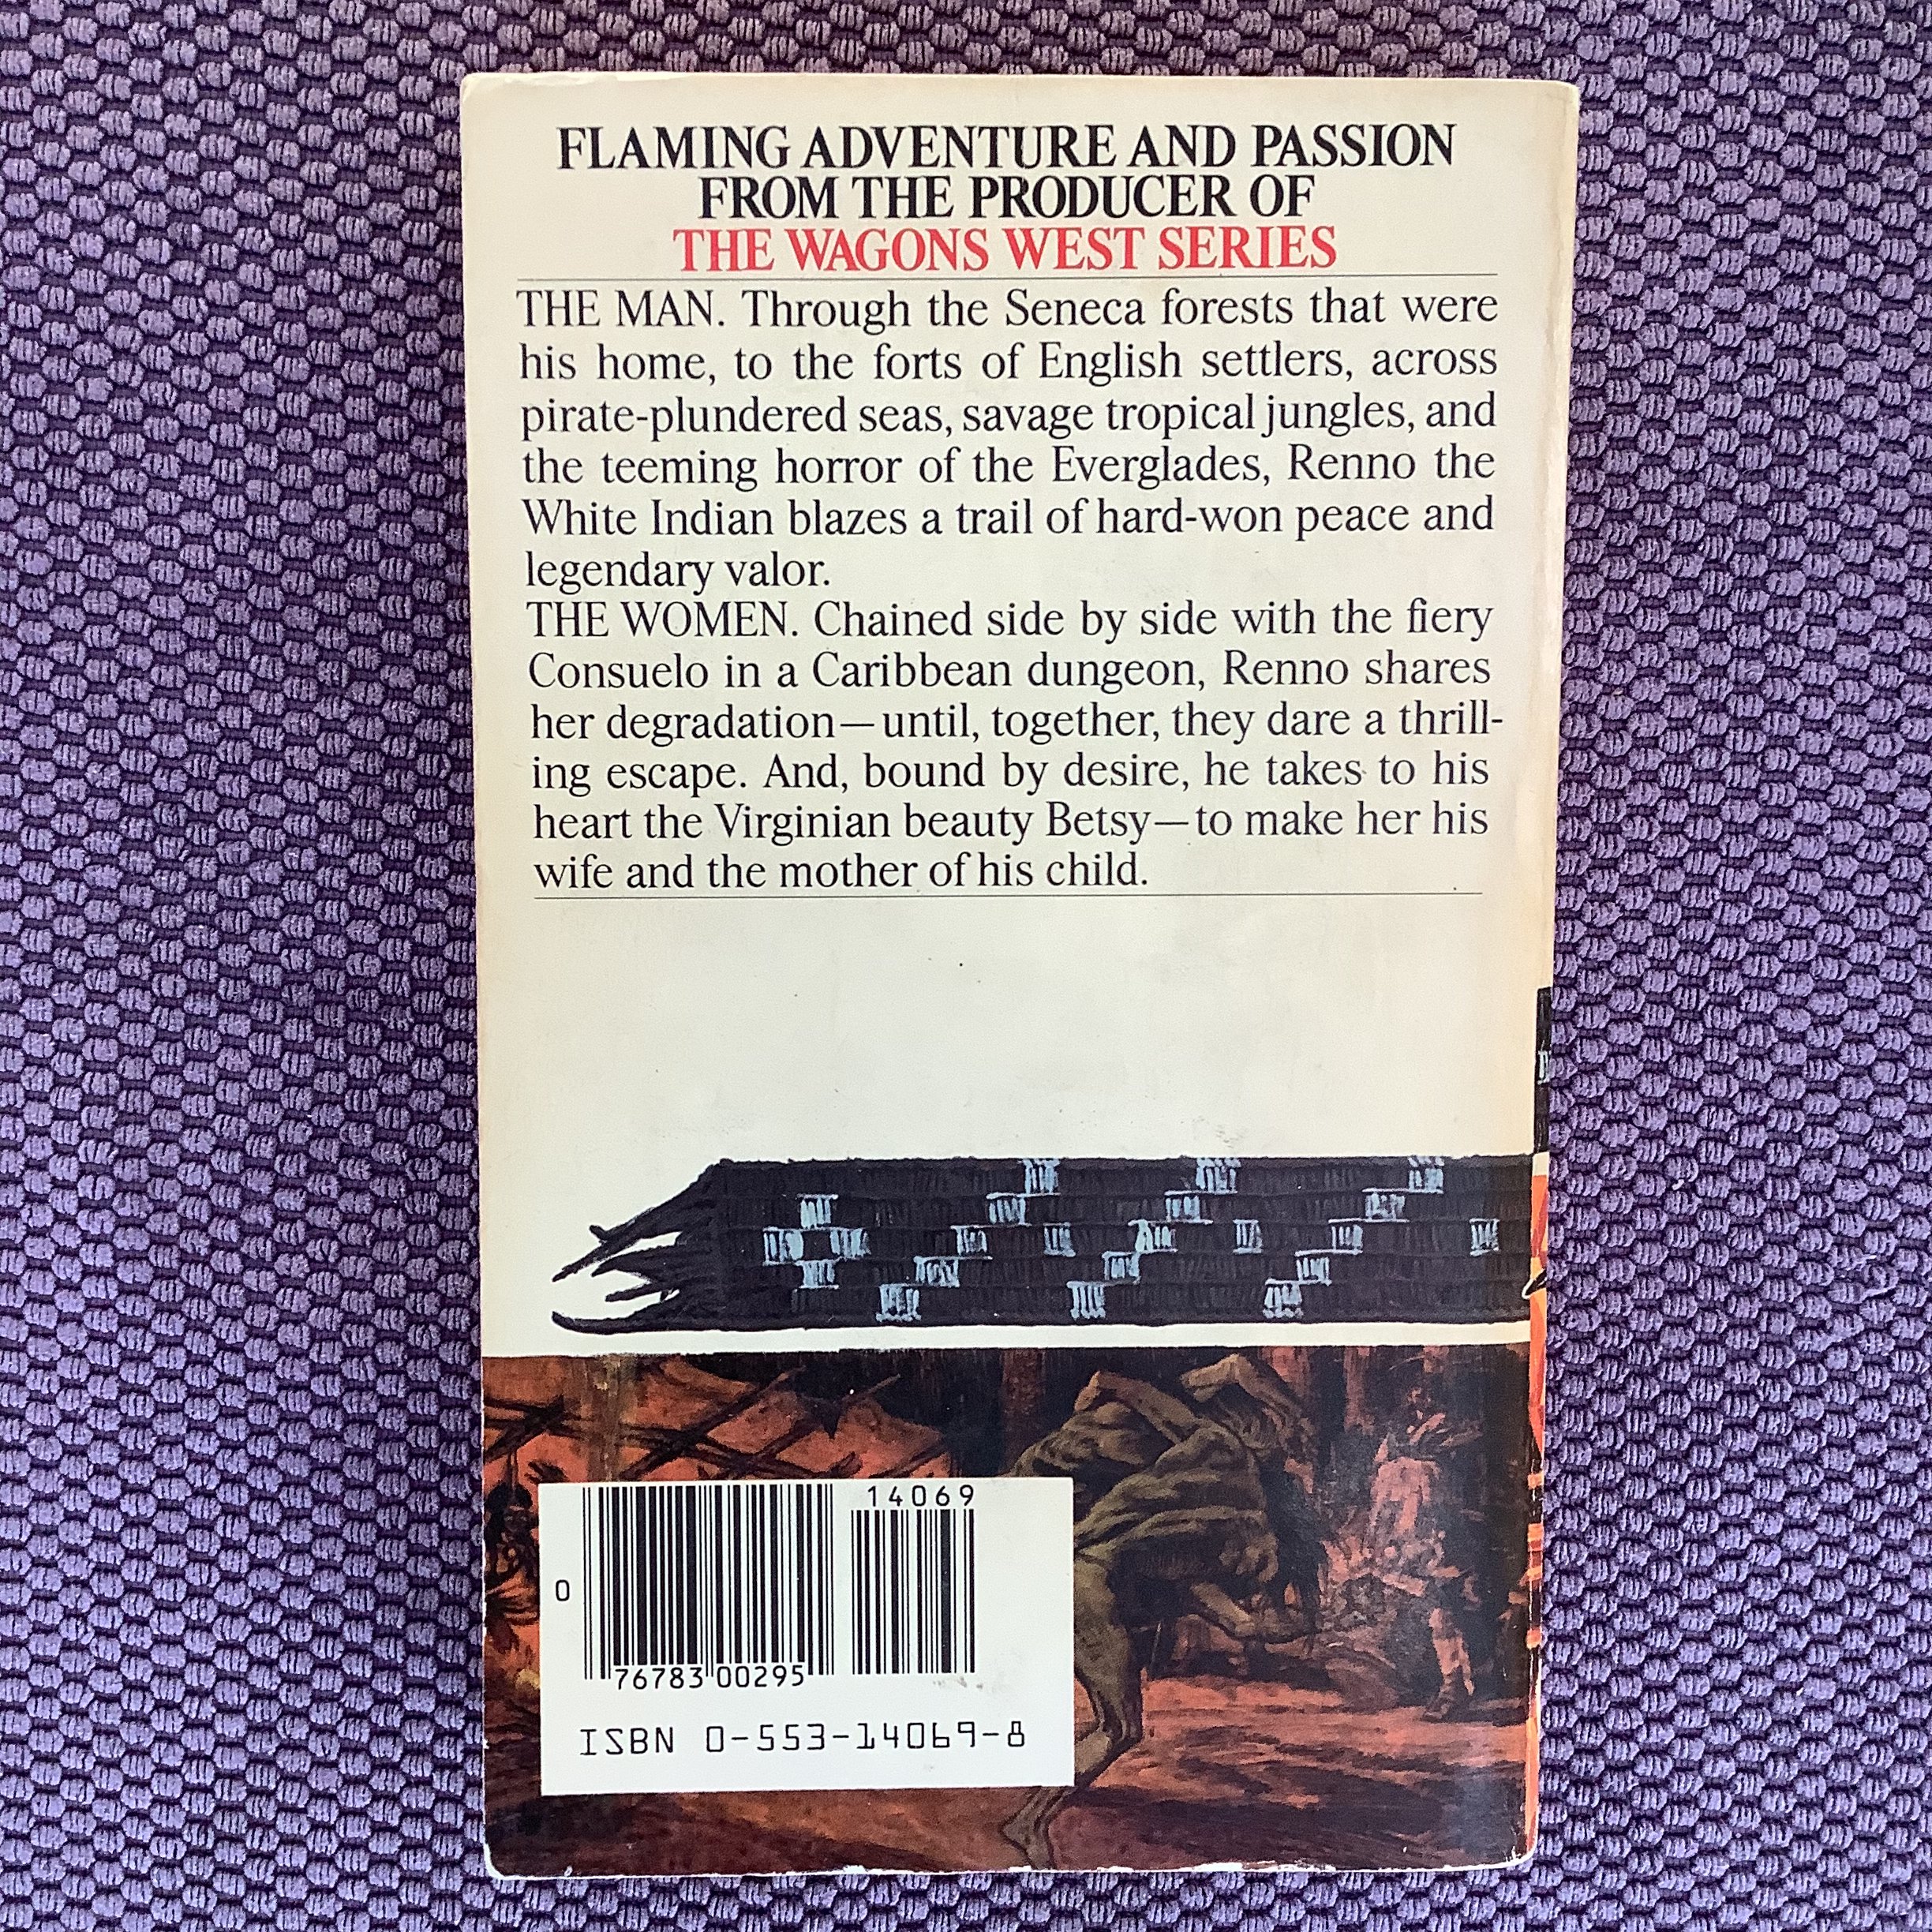 FLAMING ADVENTURE AND PASSION
FROM THE PRODUCER OF
THE WAGONS WEST SERIES
THE MAN. Through the Seneca forests that were
his home, to the forts of English settlers, across
pirate-plundered seas, savage tropical jungles, and
the teeming horror of the Everglades, Renno the
White Indian blazes a trail of hard-won peace and
legendary valor.
THE WOMEN. Chained side by side with the fiery
Consuelo in a Caribbean dungeon, Renno shares
her degradation—until, together, they dare a thrill-
ing escape. And, bound by desire, he takes to his
heart the Virginian beauty Betsy—to make her his
wife and the mother of his child.
14069
0
76783 00295
ISBN 0-553-14069-8